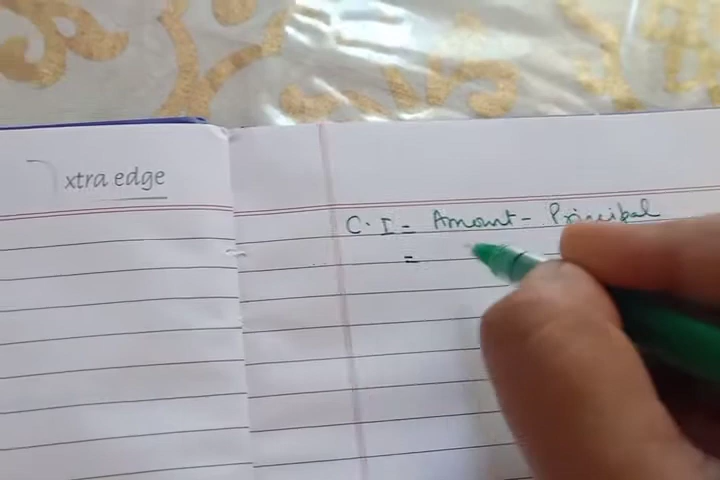 xtra edge
C.I = Amount - Principal
=